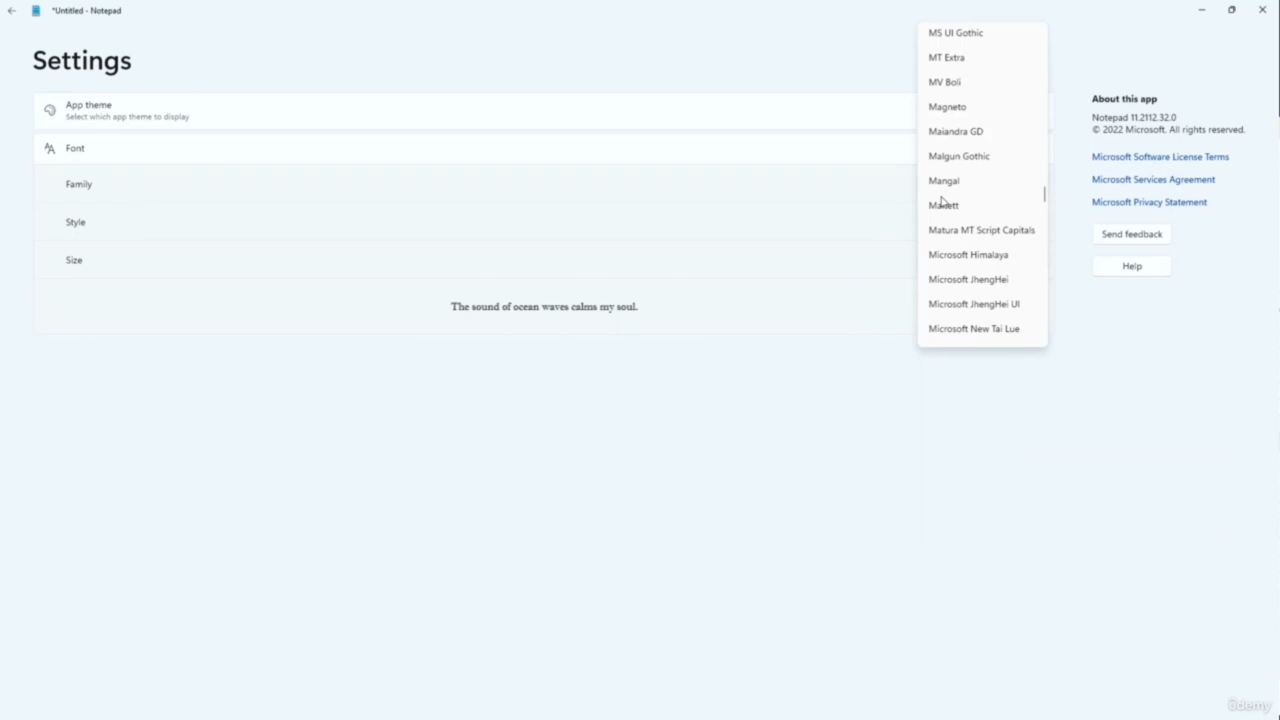 *Untitled - Notepad
Settings
App theme
Select which app theme to display
Font
Family
Style
Size
The sound of ocean waves calms my soul.
MS UI Gothic
MT Extra
MV Boli
Magneto
Maiandra GD
Malgun Gothic
Mangal
Marlett
Matura MT Script Capitals
Microsoft Himalaya
Microsoft JhengHei
Microsoft JhengHei UI
Microsoft New Tai Lue
About this app
Notepad 11.2112.32.0
© 2022 Microsoft. All rights reserved.
Microsoft Software License Terms
Microsoft Services Agreement
Microsoft Privacy Statement
Send feedback
Help
ûdemy